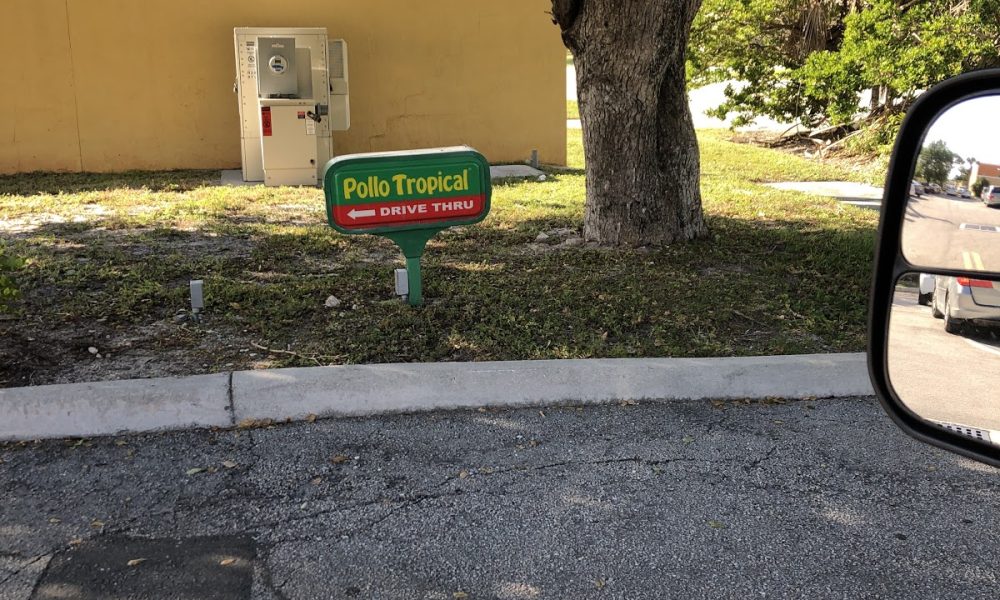 Pollo Tropical
DRIVE THRU